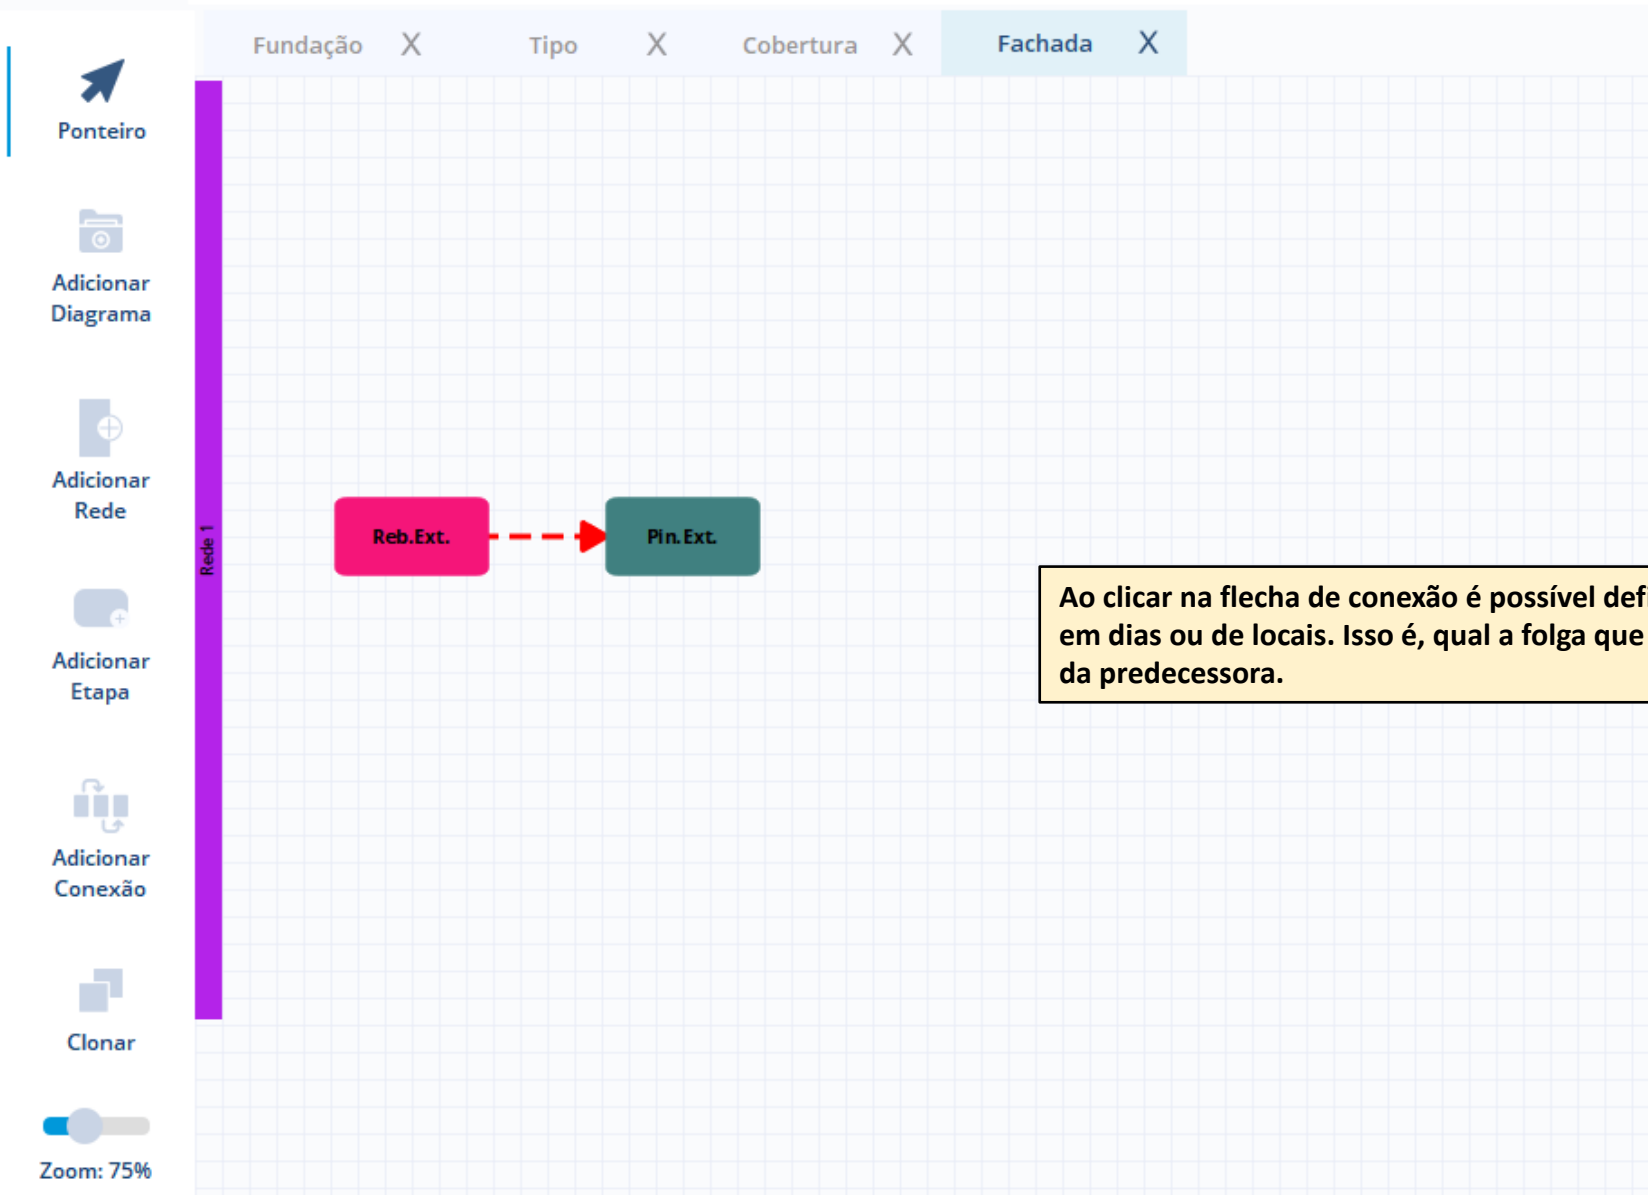 Fundação X
Tipo X
Cobertura X
Fachada X
Ponteiro
Adicionar
Diagrama
Adicionar
Rede
Adicionar
Etapa
Adicionar
Conexão
Clonar
Zoom: 75%
Rede 1
Reb.Ext.
Pin.Ext.
Ao clicar na flecha de conexão é possível defi
em dias ou de locais. Isso é, qual a folga que
da predecessora.